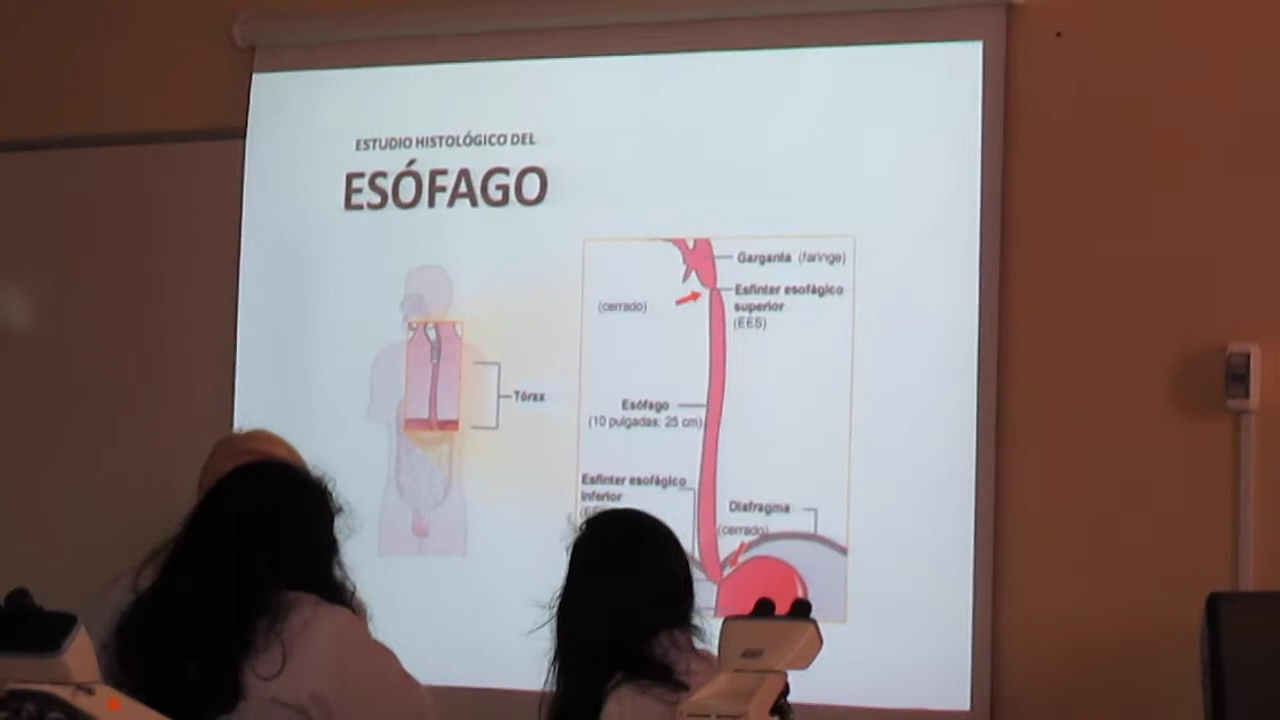 ESTUDIO HISTOLÓGICO DEL
ESÓFAGO
Tórax
Garganta (faringe)
(cerrado)
Esfínter esofágico
superior
(EES)
Esófago
(10 pulgadas; 25 cm)
Esfínter esofágico
inferior
Diafragma
(cerrado)